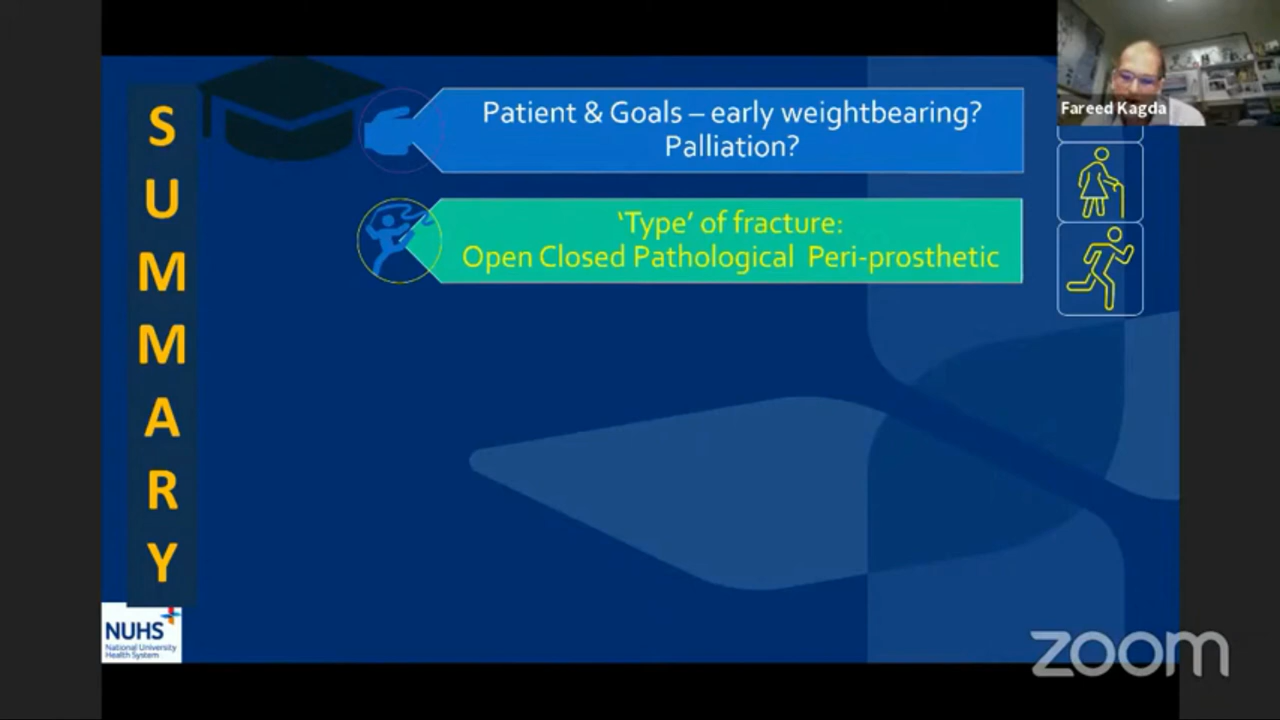 Fareed Kagda
SUMMARY
Patient & Goals – early weightbearing?
Palliation?
‘Type’ of fracture:
Open Closed Pathological Peri-prosthetic
NUHS
National University
Health System
zoom